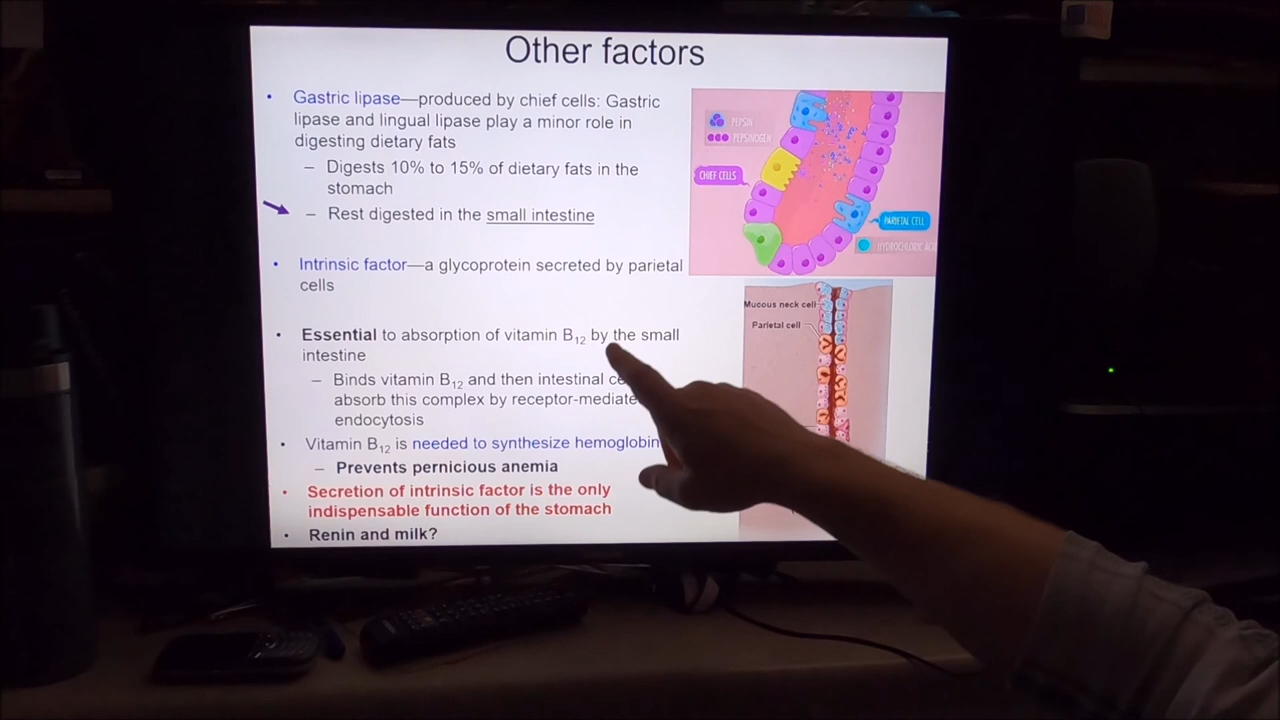 Other factors
• Gastric lipase—produced by chief cells: Gastric
lipase and lingual lipase play a minor role in
digesting dietary fats
– Digests 10% to 15% of dietary fats in the
stomach
– Rest digested in the small intestine
• Intrinsic factor—a glycoprotein secreted by parietal
cells
• Essential to absorption of vitamin B12 by the small
intestine
– Binds vitamin B12 and then intestinal
absorb this complex by
endocytosis
• Vitamin B12 is needed to synthesize hemoglobin
– Prevents pernicious anemia
• Secretion of intrinsic factor is the only
indispensable function of the stomach
• Renin and milk?
PEPSIN
PEPSINOGEN
CHIEF CELLS
PARIETAL CELL
HYDROCHLORIC
Mucous neck cell
Parietal cell